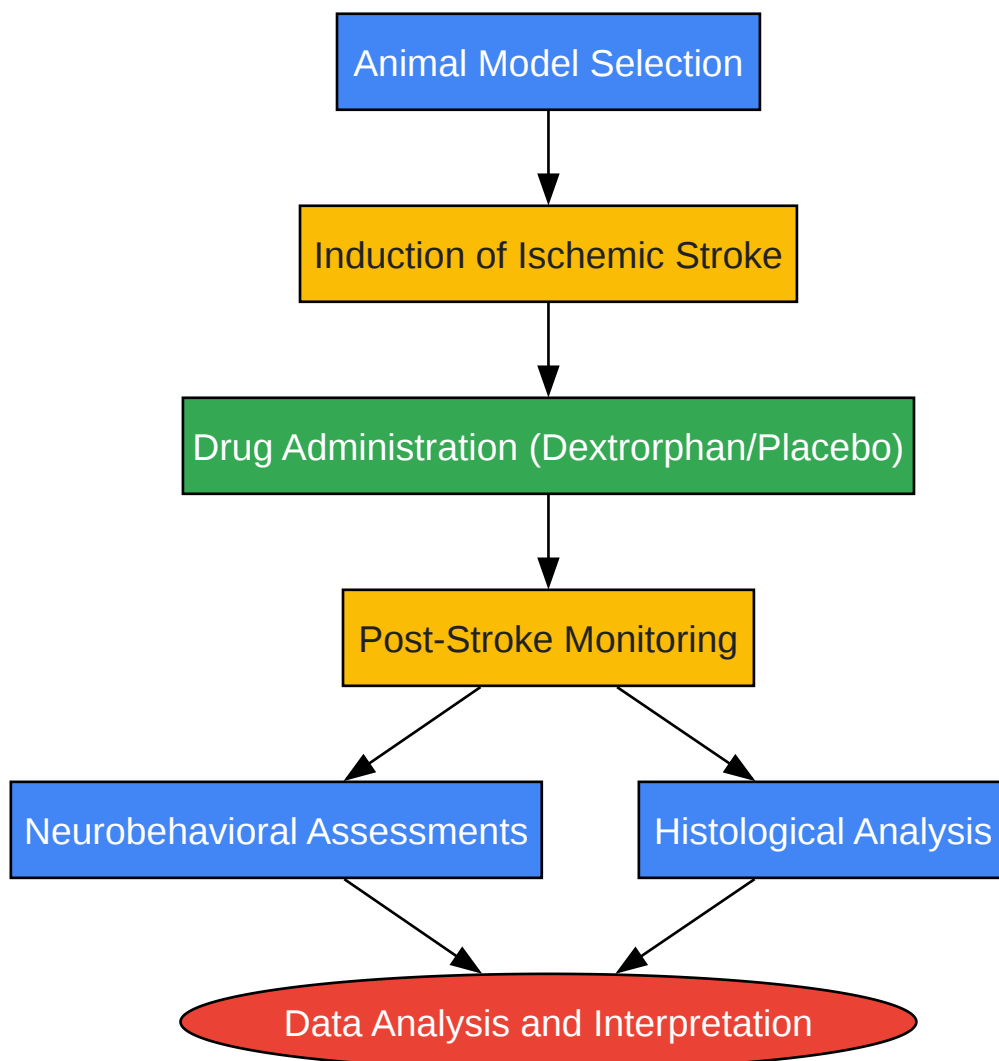 Animal Model Selection
Induction of Ischemic Stroke
Drug Administration (Dextrorphan/Placebo)
Post-Stroke Monitoring
Neurobehavioral Assessments
Histological Analysis
Data Analysis and Interpretation